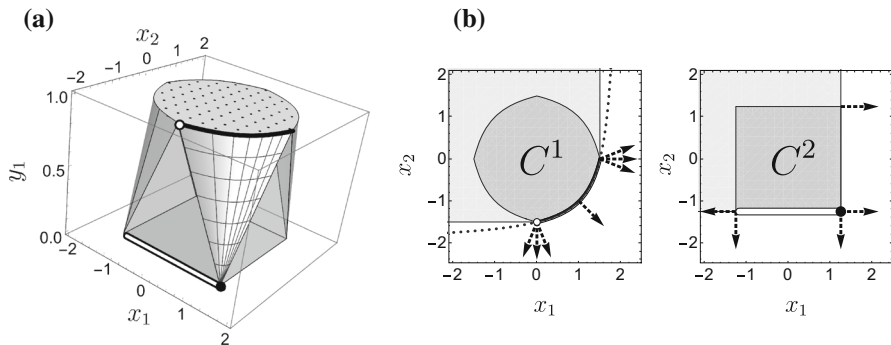 (a)
x₂
−2 −1 0 1 2
y₁
1.0
0.5
0.0
−2 −1 0 1 2
x₁
(b)
x₂
2
1
0
−1
−2
C¹
−2 −1 0 1 2
x₁
x₂
2
1
0
−1
−2
C²
−2 −1 0 1 2
x₁